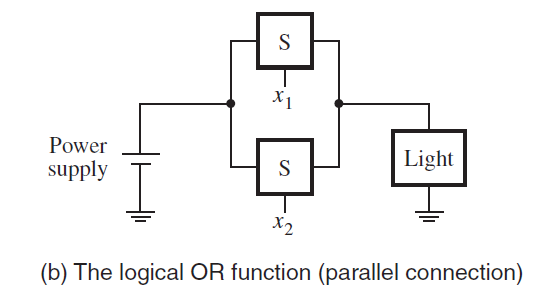 S
x1
Power
supply
Light
S
x2
(b) The logical OR function (parallel connection)